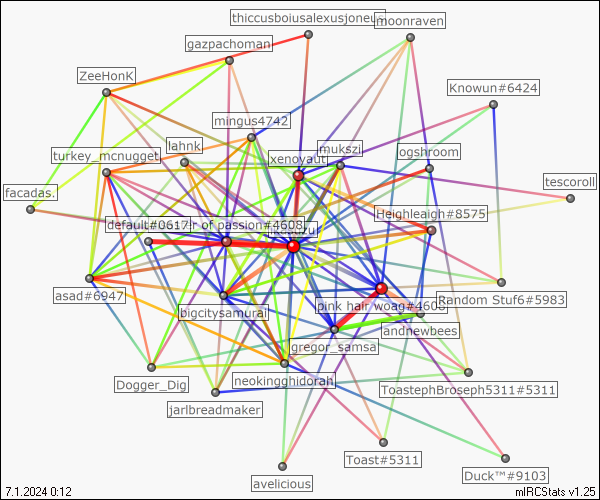 thiccusboiusalexusjoneu
moonraven
gazpachoman
ZeeHonK
Knowun#6424
mingus4742
turkey_mcnugget
lahnk
xenoyaut
mukszi
ogshroom
facadas.
tescoroll
default#0617
r of passion#4608
Heighleaigh#8575
asad#6947
bigcitysamurai
pink hair woag#4606
Random Stuf6#5983
andnewbees
gregor_samsa
Dogger_Dig
neokingghidorah
ToastephBroseph5311#5311
jarlbreadmaker
Toast#5311
avelicious
Duck™#9103
7.1.2024 0:12
mIRCStats v1.25